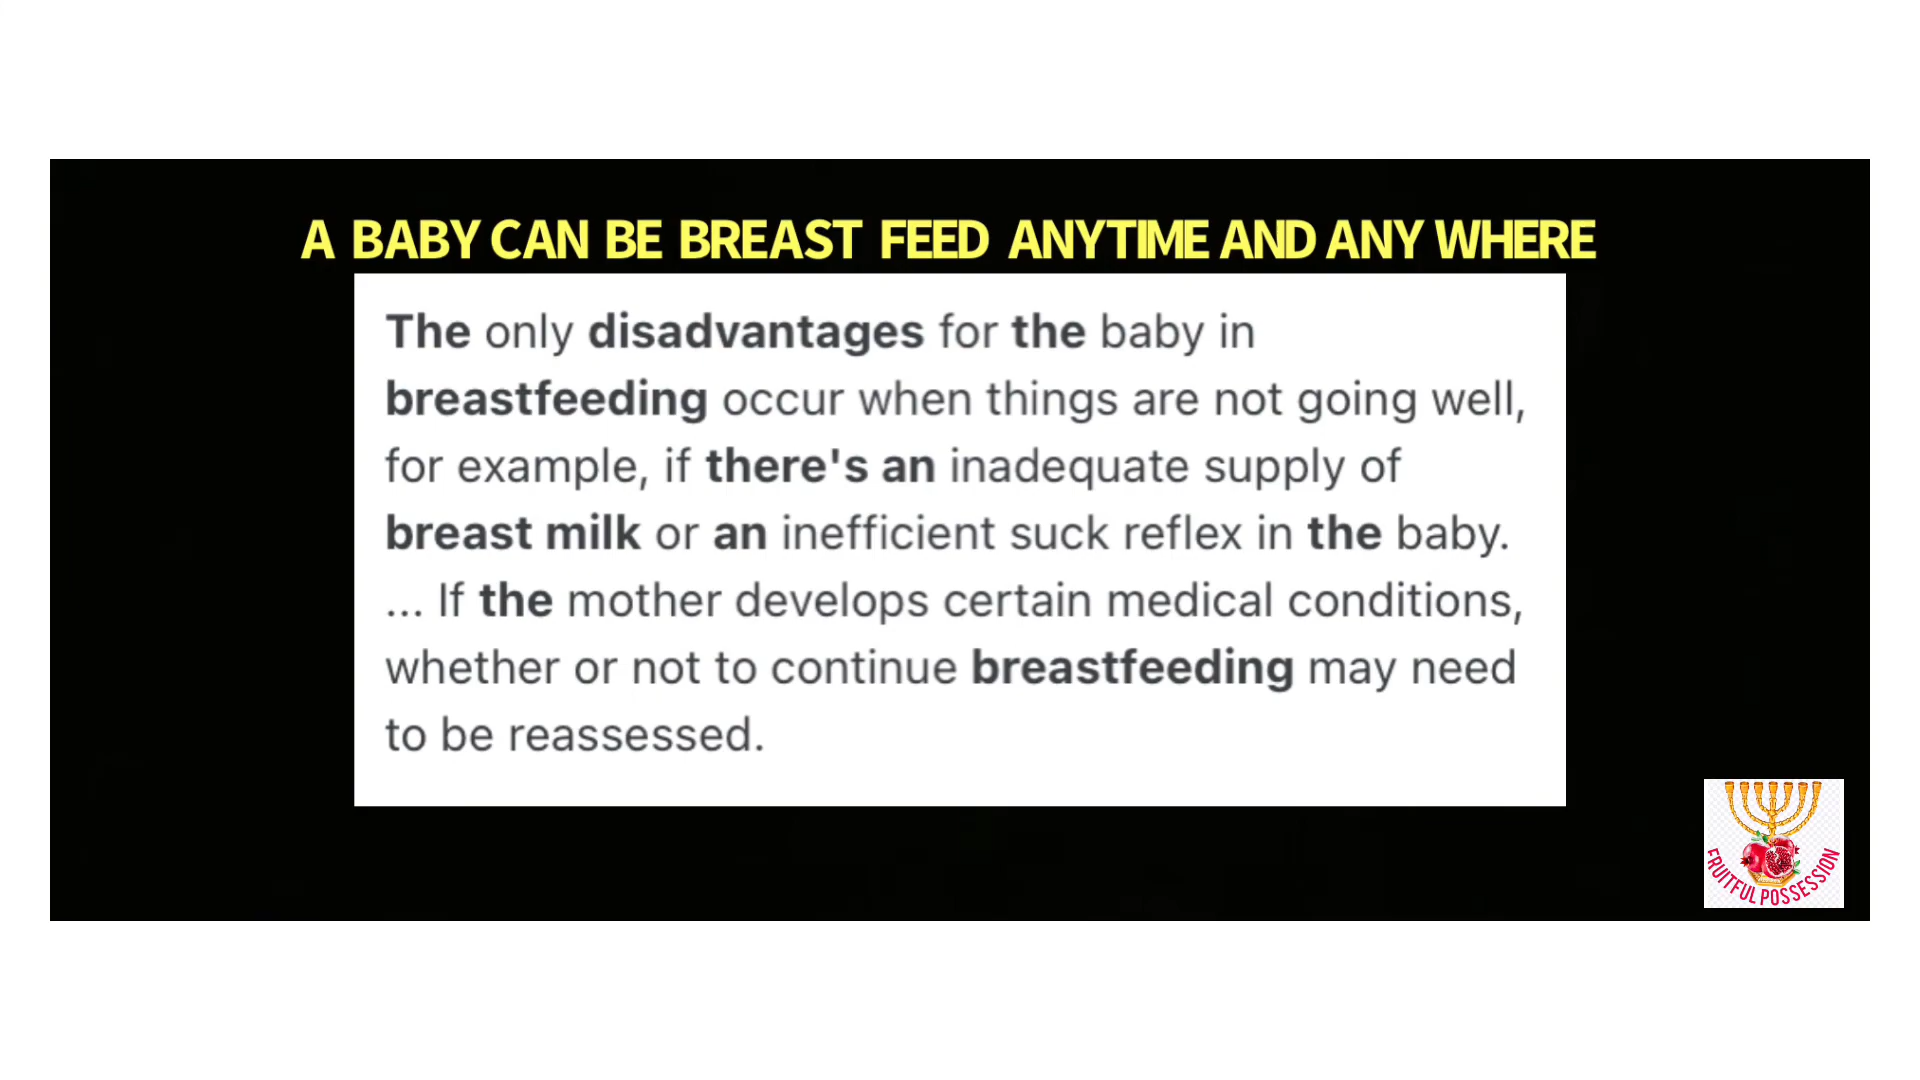 A BABY CAN BE BREAST FEED ANYTIME AND ANY WHERE
The only disadvantages for the baby in
breastfeeding occur when things are not going well,
for example, if there's an inadequate supply of
breast milk or an inefficient suck reflex in the baby.
... If the mother develops certain medical conditions,
whether or not to continue breastfeeding may need
to be reassessed.
FRUITFUL POSSESSION